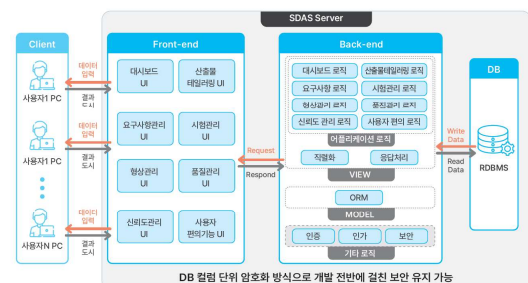 SDAS Server
Client
Front-end
Back-end
DB
데이터
입력
사용자1 PC
결과
도시
데이터
입력
사용자1 PC
결과
도시
데이터
입력
사용자N PC
결과
도시
대시보드
UI
산출물
테일러링 UI
요구사항관리
UI
시험관리
UI
형상관리
UI
품질관리
UI
신뢰도관리
UI
사용자
편의기능 UI
Request
Respond
대시보드 로직
산출물테일러링 로직
요구사항 로직
시험관리 로직
형상관리 로직
품질관리 로직
신뢰도 관리 로직
사용자 편의 로직
어플리케이션 로직
직렬화
응답처리
VIEW
ORM
MODEL
인증
인가
보안
기타 로직
Write
Data
Read
Data
RDBMS
DB 컬럼 단위 암호화 방식으로 개발 전반에 걸친 보안 유지 가능